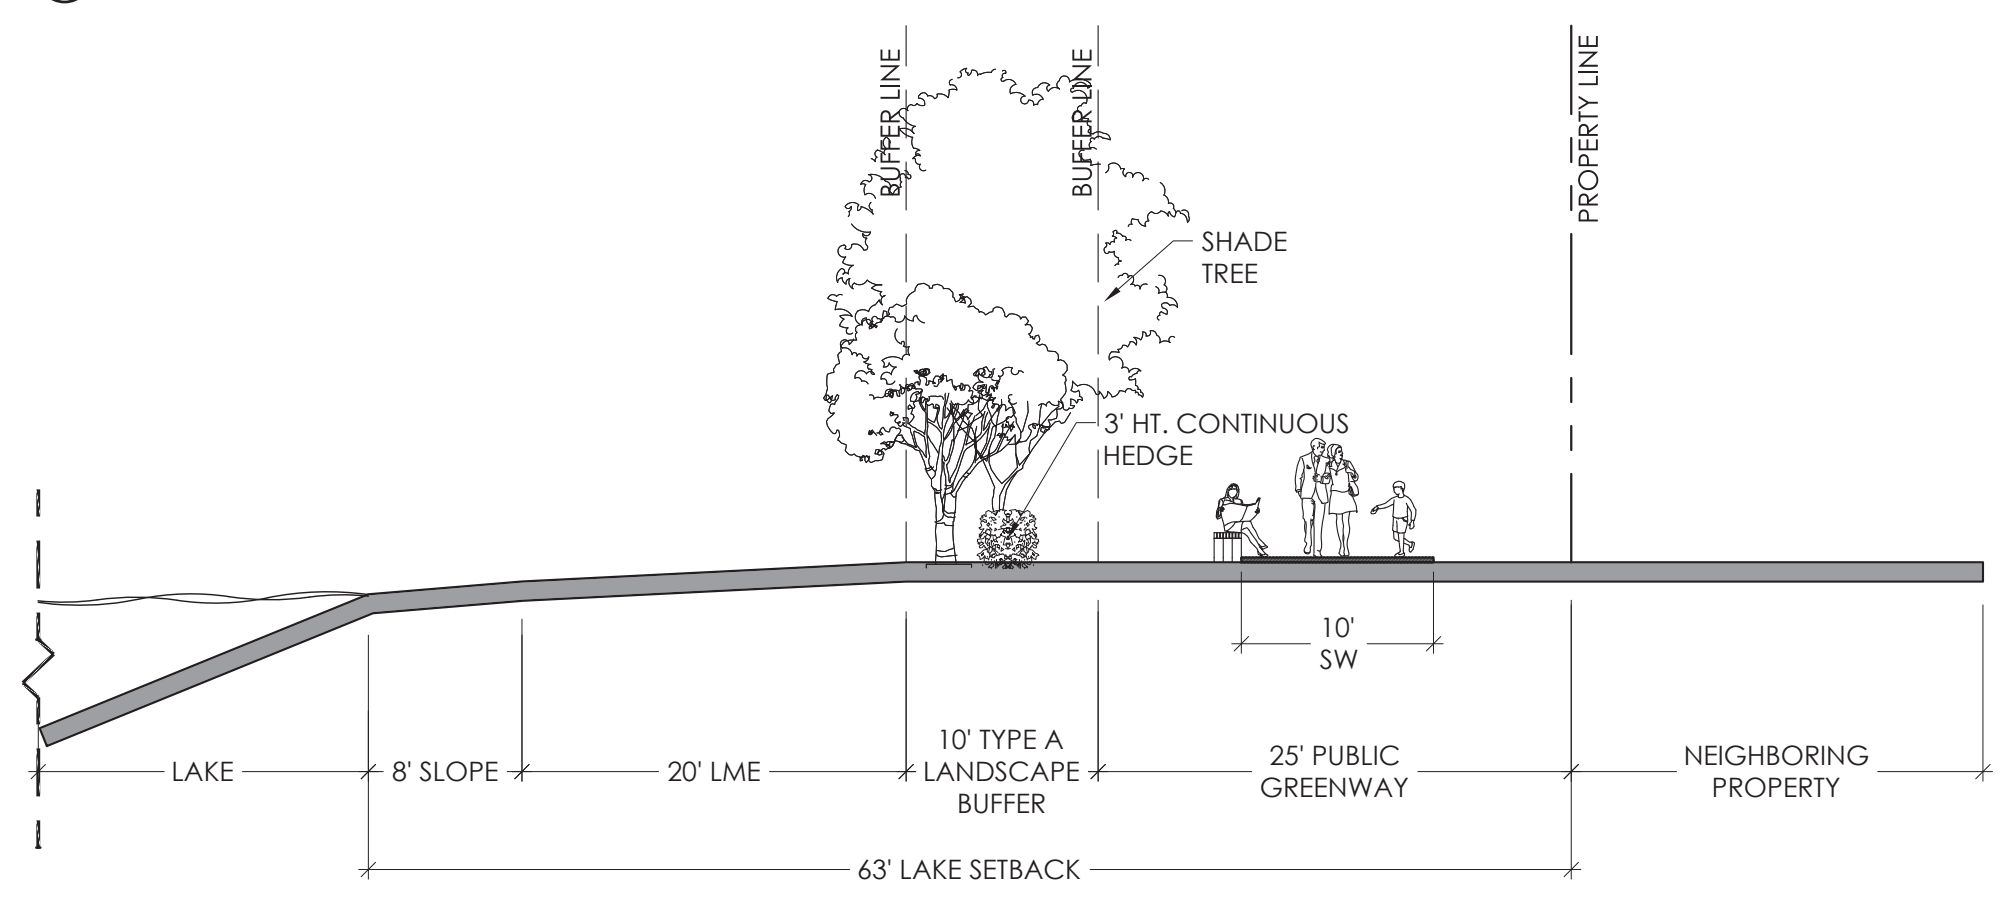 BUFFER LINE
BUFFER LINE
PROPERTY LINE
SHADE
TREE
3' HT. CONTINUOUS
HEDGE
10'
SW
LAKE
8' SLOPE
20' LME
10' TYPE A
LANDSCAPE
BUFFER
25' PUBLIC
GREENWAY
NEIGHBORING
PROPERTY
63' LAKE SETBACK